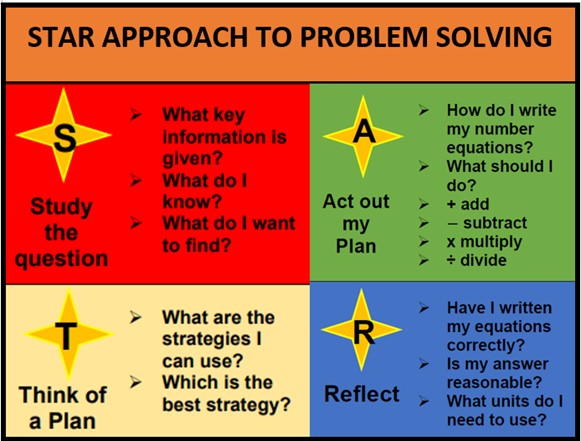 STAR APPROACH TO PROBLEM SOLVING
S
Study
the
question
➢ What key
information is
given?
➢ What do I
know?
➢ What do I want
to find?
A
Act out
my
Plan
➢ How do I write
my number
equations?
➢ What should I
do?
➢ + add
➢ – subtract
➢ x multiply
➢ ÷ divide
T
Think of
a Plan
➢ What are the
strategies I
can use?
➢ Which is the
best strategy?
R
Reflect
➢ Have I written
my equations
correctly?
➢ Is my answer
reasonable?
➢ What units do I
need to use?